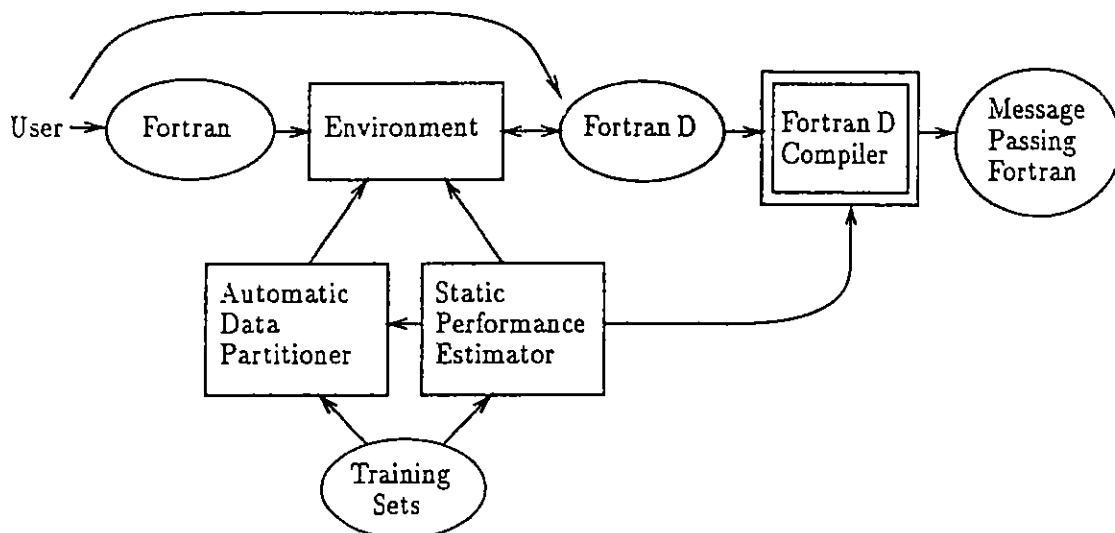 User
Fortran
Environment
Fortran D
Fortran D
Compiler
Message
Passing
Fortran
Automatic
Data
Partitioner
Static
Performance
Estimator
Training
Sets